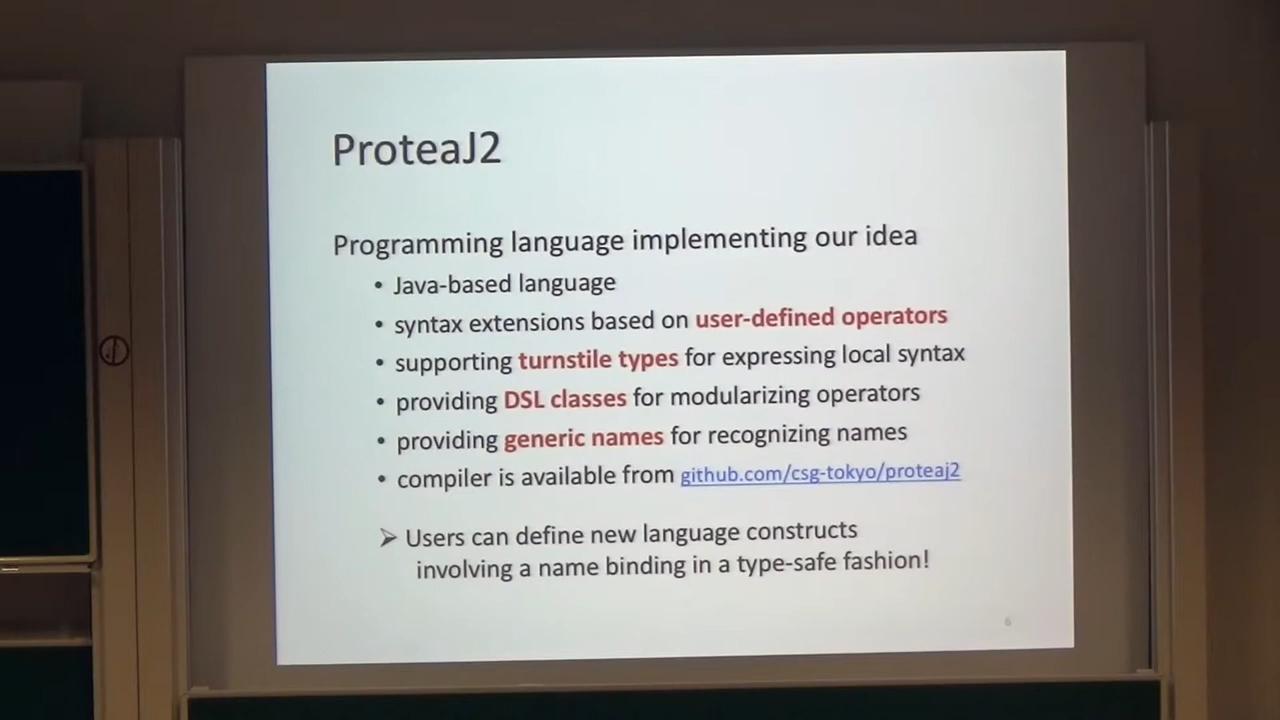 ProteaJ2
Programming language implementing our idea
• Java-based language
• syntax extensions based on user-defined operators
• supporting turnstile types for expressing local syntax
• providing DSL classes for modularizing operators
• providing generic names for recognizing names
• compiler is available from github.com/csg-tokyo/proteaj2
➢ Users can define new language constructs
involving a name binding in a type-safe fashion!
6